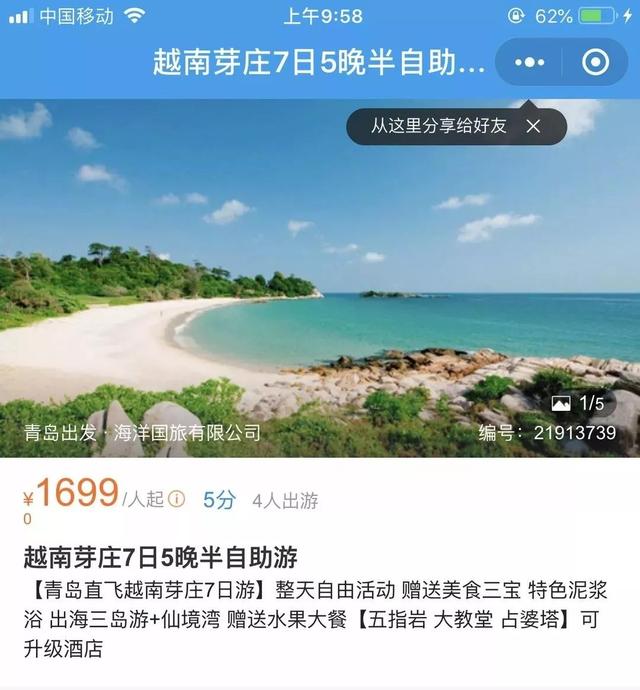 中国移动
上午9:58
62%
越南芽庄7日5晚半自助...
从这里分享给好友
1/5
青岛出发 · 海洋国旅有限公司
编号：21913739
¥1699/人起
5分
4人出游
0
越南芽庄7日5晚半自助游
【青岛直飞越南芽庄7日游】整天自由活动 赠送美食三宝 特色泥浆
浴 出海三岛游+仙境湾 赠送水果大餐【五指岩 大教堂 占婆塔】可
升级酒店